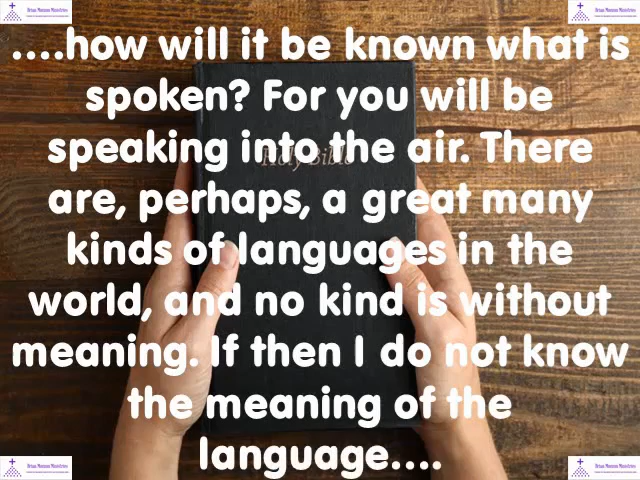 ....how will it be known what is
spoken? For you will be
speaking into the air. There
are, perhaps, a great many
kinds of languages in the
world, and no kind is without
meaning. If then I do not know
the meaning of the
language....
Holy Bible